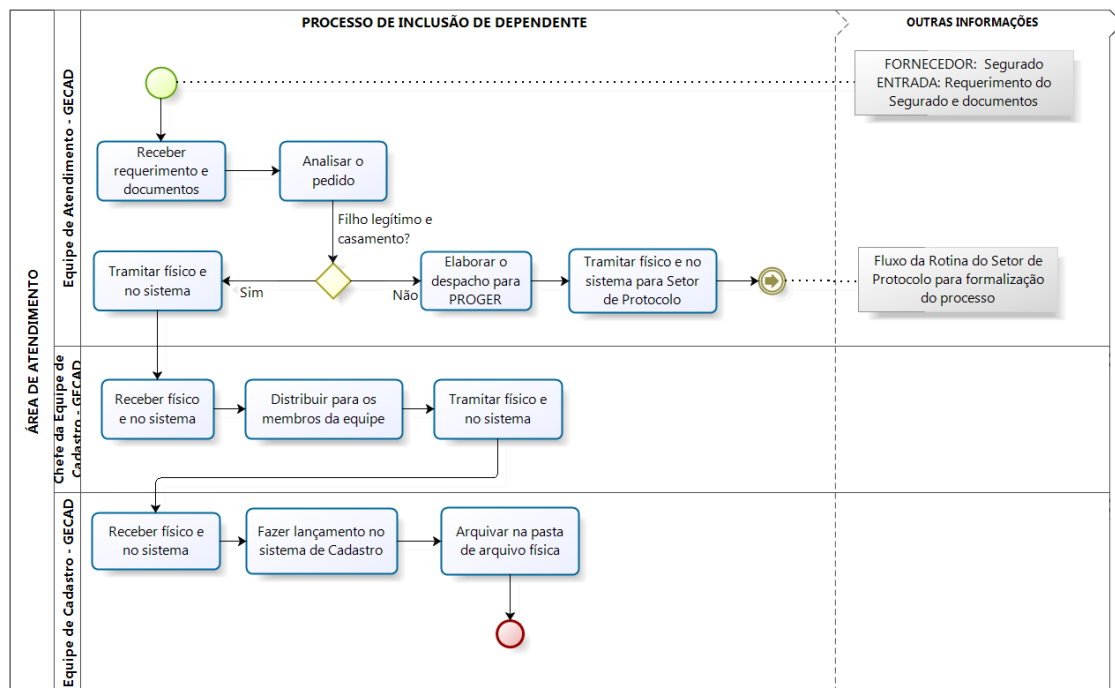 PROCESSO DE INCLUSÃO DE DEPENDENTE
OUTRAS INFORMAÇÕES
ÁREA DE ATENDIMENTO
Equipe de Atendimento - GECAD
FORNECEDOR: Segurado
ENTRADA: Requerimento do
Segurado e documentos
Receber
requerimento e
documentos
Analisar o
pedido
Filho legítimo e
casamento?
Tramitar físico e
no sistema
Sim
Não
Elaborar o
despacho para
PROGER
Tramitar físico e no
sistema para Setor
de Protocolo
Fluxo da Rotina do Setor de
Protocolo para formalização
do processo
Chefe da Equipe de
Cadastro - GECAD
Receber físico
e no sistema
Distribuir para os
membros da equipe
Tramitar físico e
no sistema
Equipe de Cadastro - GECAD
Receber físico e
no sistema
Fazer lançamento no
sistema de Cadastro
Arquivar na pasta
de arquivo física